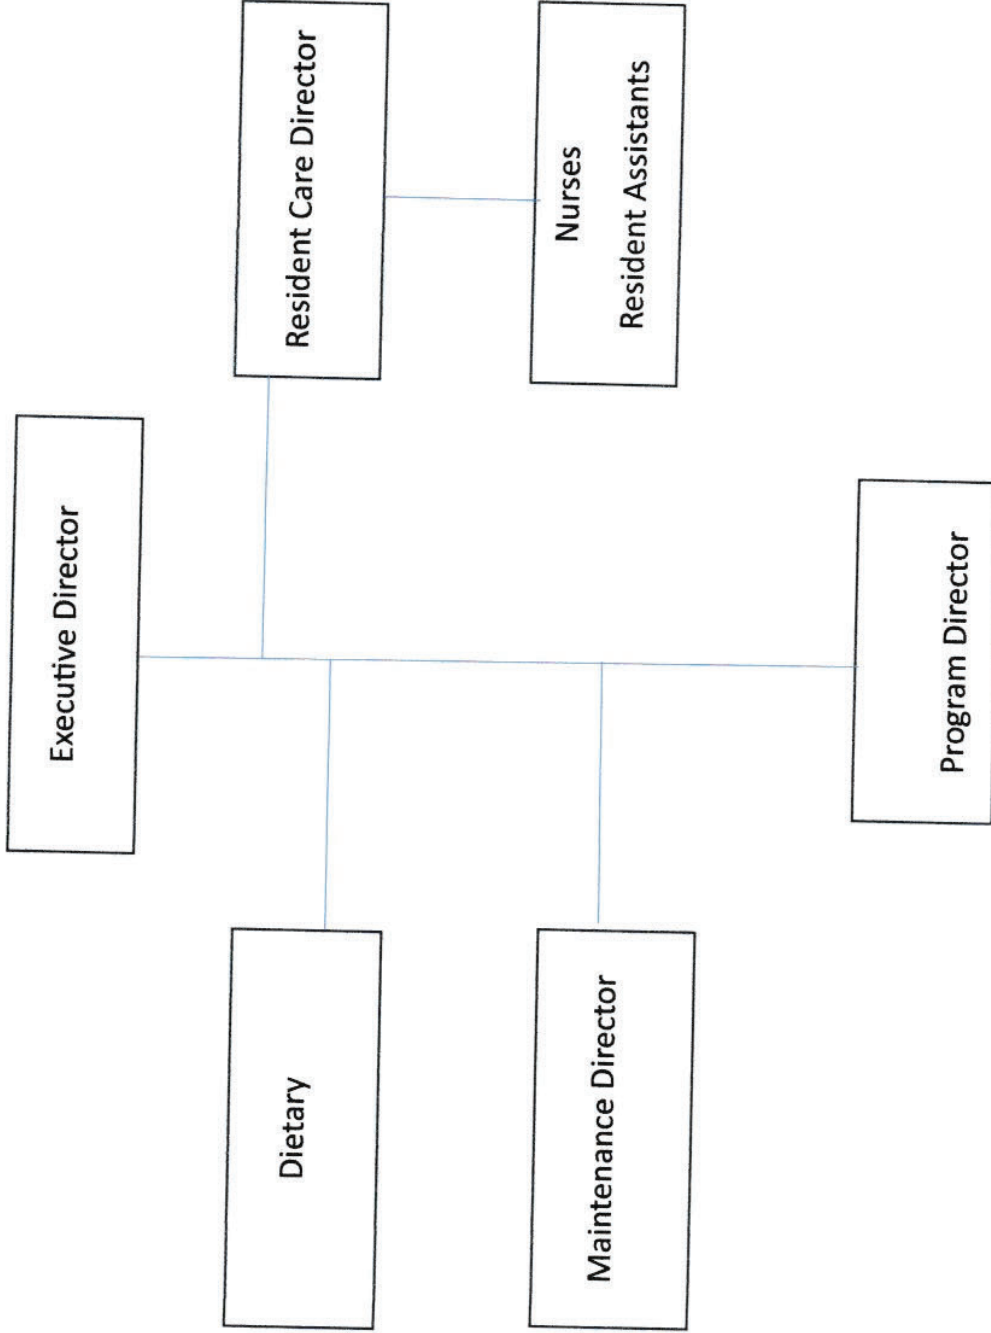 Executive Director
Dietary
Resident Care Director
Maintenance Director
Nurses
Resident Assistants
Program Director